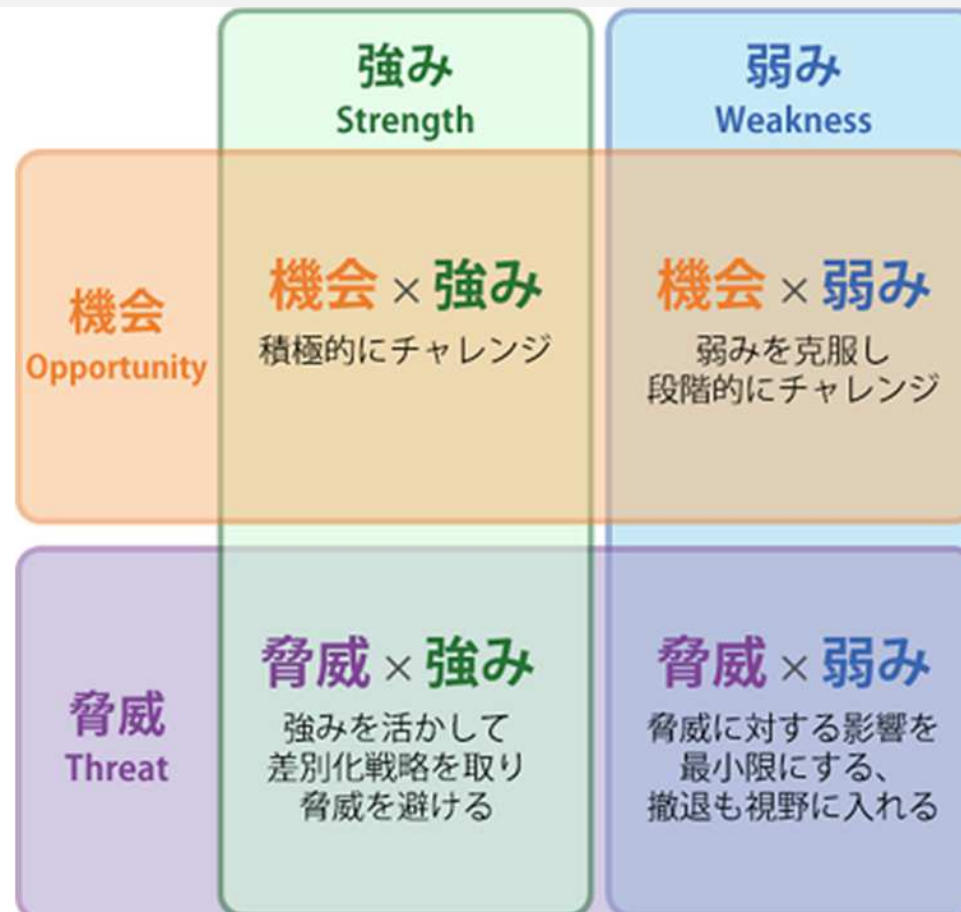 強み
Strength
弱み
Weakness
機会
Opportunity
機会 × 強み
積極的にチャレンジ
機会 × 弱み
弱みを克服し
段階的にチャレンジ
脅威
Threat
脅威 × 強み
強みを活かして
差別化戦略を取り
脅威を避ける
脅威 × 弱み
脅威に対する影響を
最小限にする、
撤退も視野に入れる